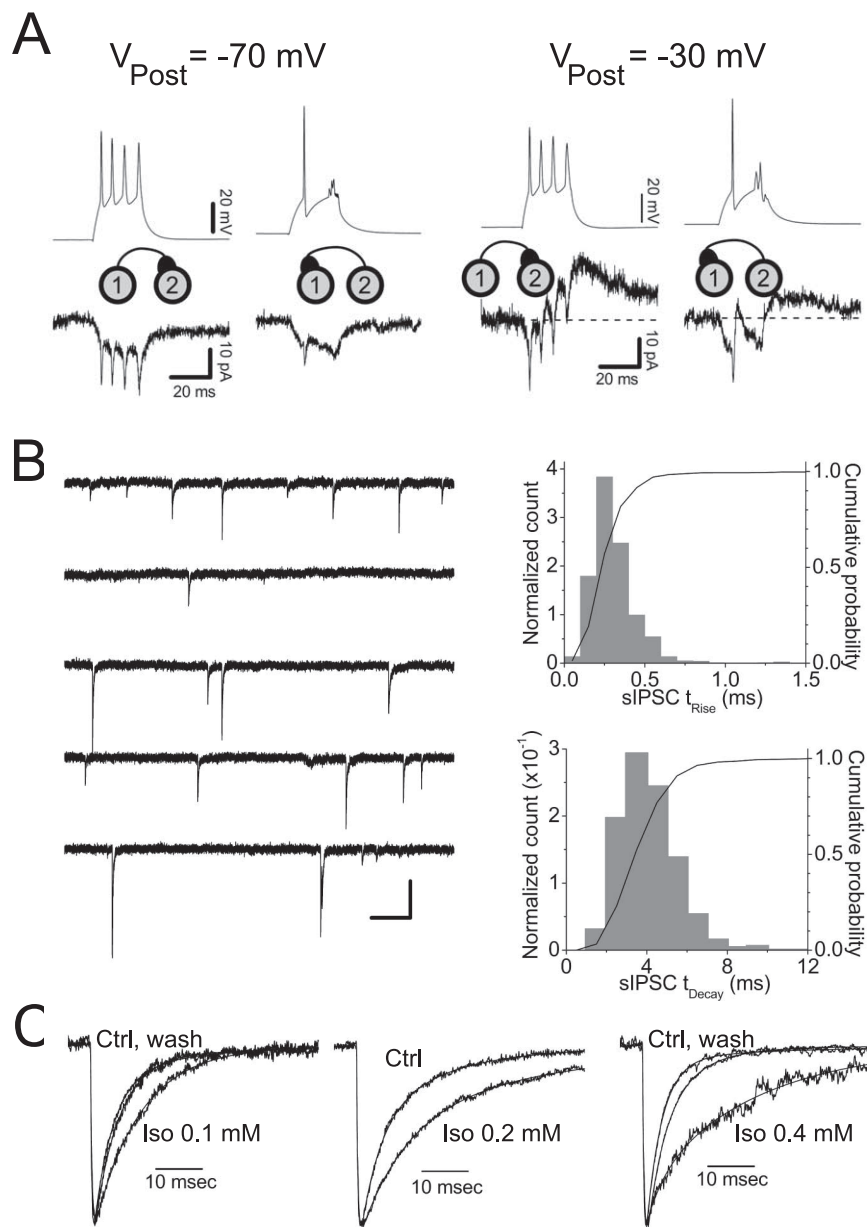 A
V_Post = -70 mV
V_Post = -30 mV
20 mV
20 mV
1 2
1 2
1 2
1 2
10 pA
20 ms
10 pA
20 ms
B
4
3
2
1
0
Normalized count
1.0
0.5
0.0
Cumulative probability
0.0 0.5 1.0 1.5
sIPSC t_Rise (ms)
3
2
1
0
Normalized count (x10^-1)
1.0
0.5
0.0
Cumulative probability
0 4 8 12
sIPSC t_Decay (ms)
C
Ctrl, wash
Iso 0.1 mM
10 msec
Ctrl
Iso 0.2 mM
10 msec
Ctrl, wash
Iso 0.4 mM
10 msec